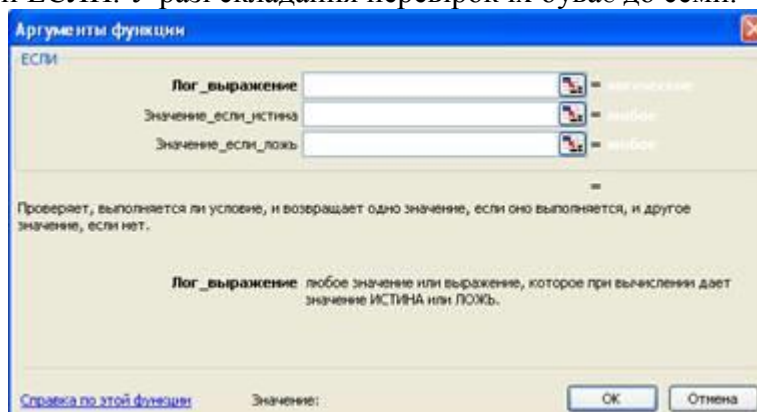 и ЕСЛИ. У разі складання перевірок їх буває до семи.
Аргументы функции
ЕСЛИ
Лог_выражение = логическое
Значение_если_истина = любое
Значение_если_ложь = любое
=
Проверяет, выполняется ли условие, и возвращает одно значение, если оно выполняется, и другое
значение, если нет.
Лог_выражение любое значение или выражение, которое при вычислении дает
значение ИСТИНА или ЛОЖЬ.
Справка по этой функции Значение: ОК Отмена